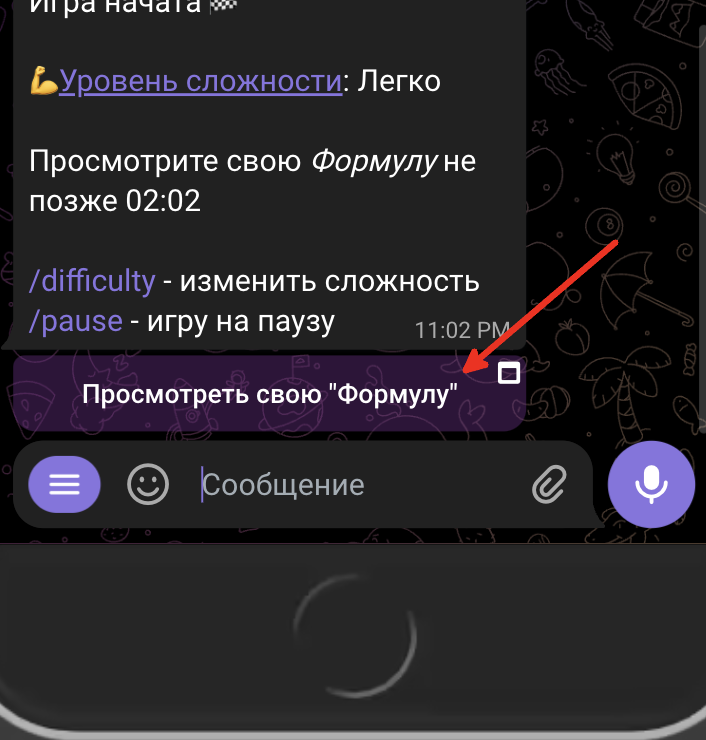 Игра начата 🏁
💪Уровень сложности: Легко
Просмотрите свою Формулу не
позже 02:02
/difficulty - изменить сложность
/pause - игру на паузу
11:02 PM
Просмотреть свою "Формулу"
Сообщение